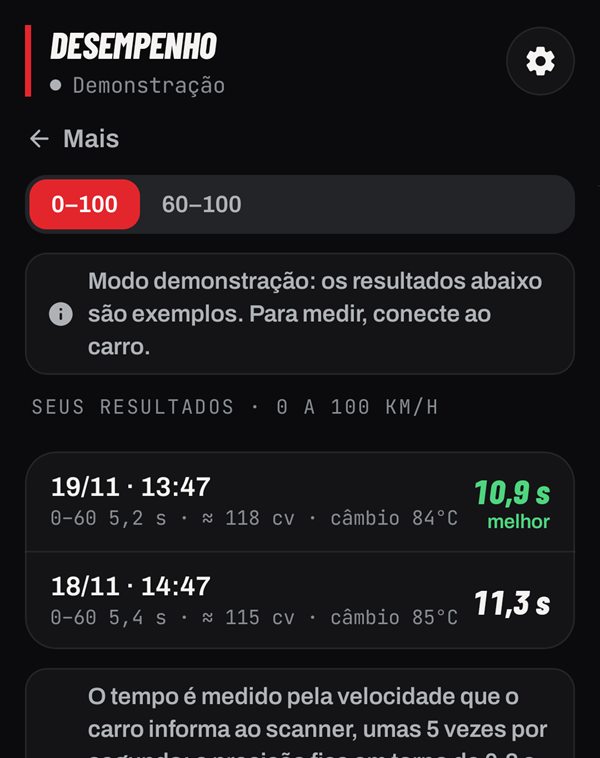 DESEMPENHO
Demonstração
← Mais
0–100 60–100
Modo demonstração: os resultados abaixo
são exemplos. Para medir, conecte ao
carro.
SEUS RESULTADOS · 0 A 100 KM/H
19/11 · 13:47
10,9 s
0–60 5,2 s · ≈ 118 cv · câmbio 84°C
melhor
18/11 · 14:47
11,3 s
0–60 5,4 s · ≈ 115 cv · câmbio 85°C
O tempo é medido pela velocidade que o
carro informa ao scanner, umas 5 vezes por